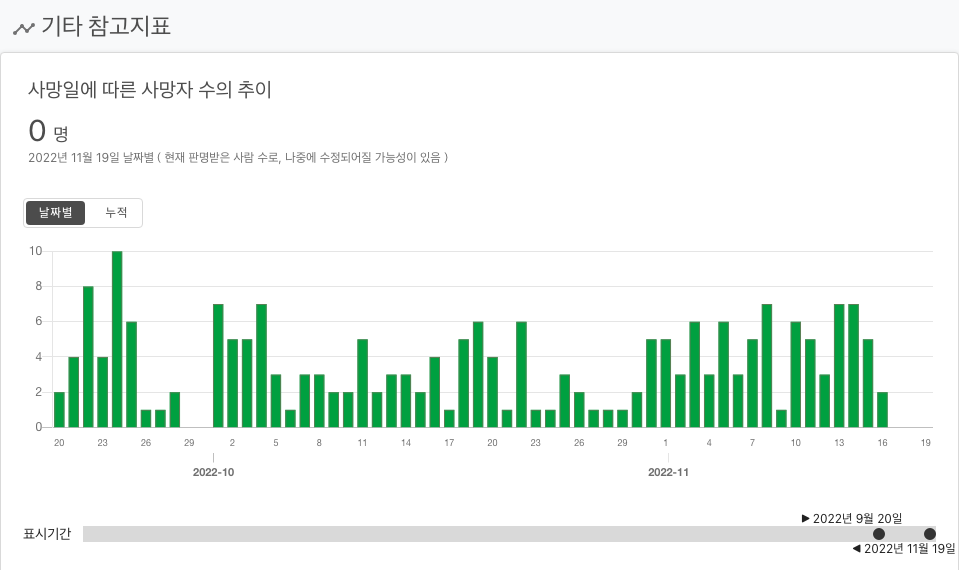 기타 참고지표
사망일에 따른 사망자 수의 추이
0 명
2022년 11월 19일 날짜별 ( 현재 판명받은 사람 수로, 나중에 수정되어질 가능성이 있음 )
날짜별 누적
10
8
6
4
2
0
20 23 26 29 2 5 8 11 14 17 20 23 26 29 1 4 7 10 13 16 19
2022-10 2022-11
▶ 2022년 9월 20일
표시기간
◀ 2022년 11월 19일